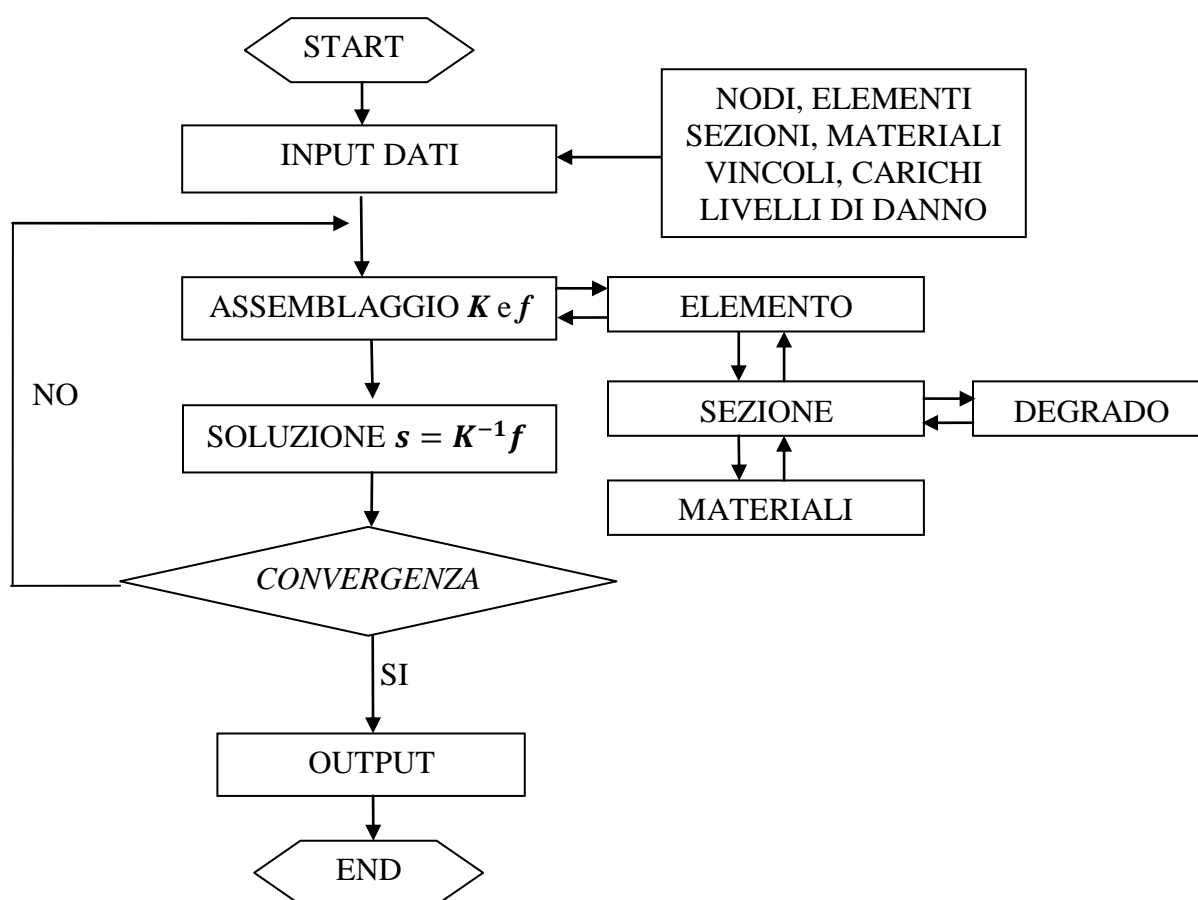 START
INPUT DATI
NODI, ELEMENTI
SEZIONI, MATERIALI
VINCOLI, CARICHI
LIVELLI DI DANNO
ASSEMBLAGGIO K e f
ELEMENTO
NO
SEZIONE
DEGRADO
SOLUZIONE s = K⁻¹f
MATERIALI
CONVERGENZA
SI
OUTPUT
END